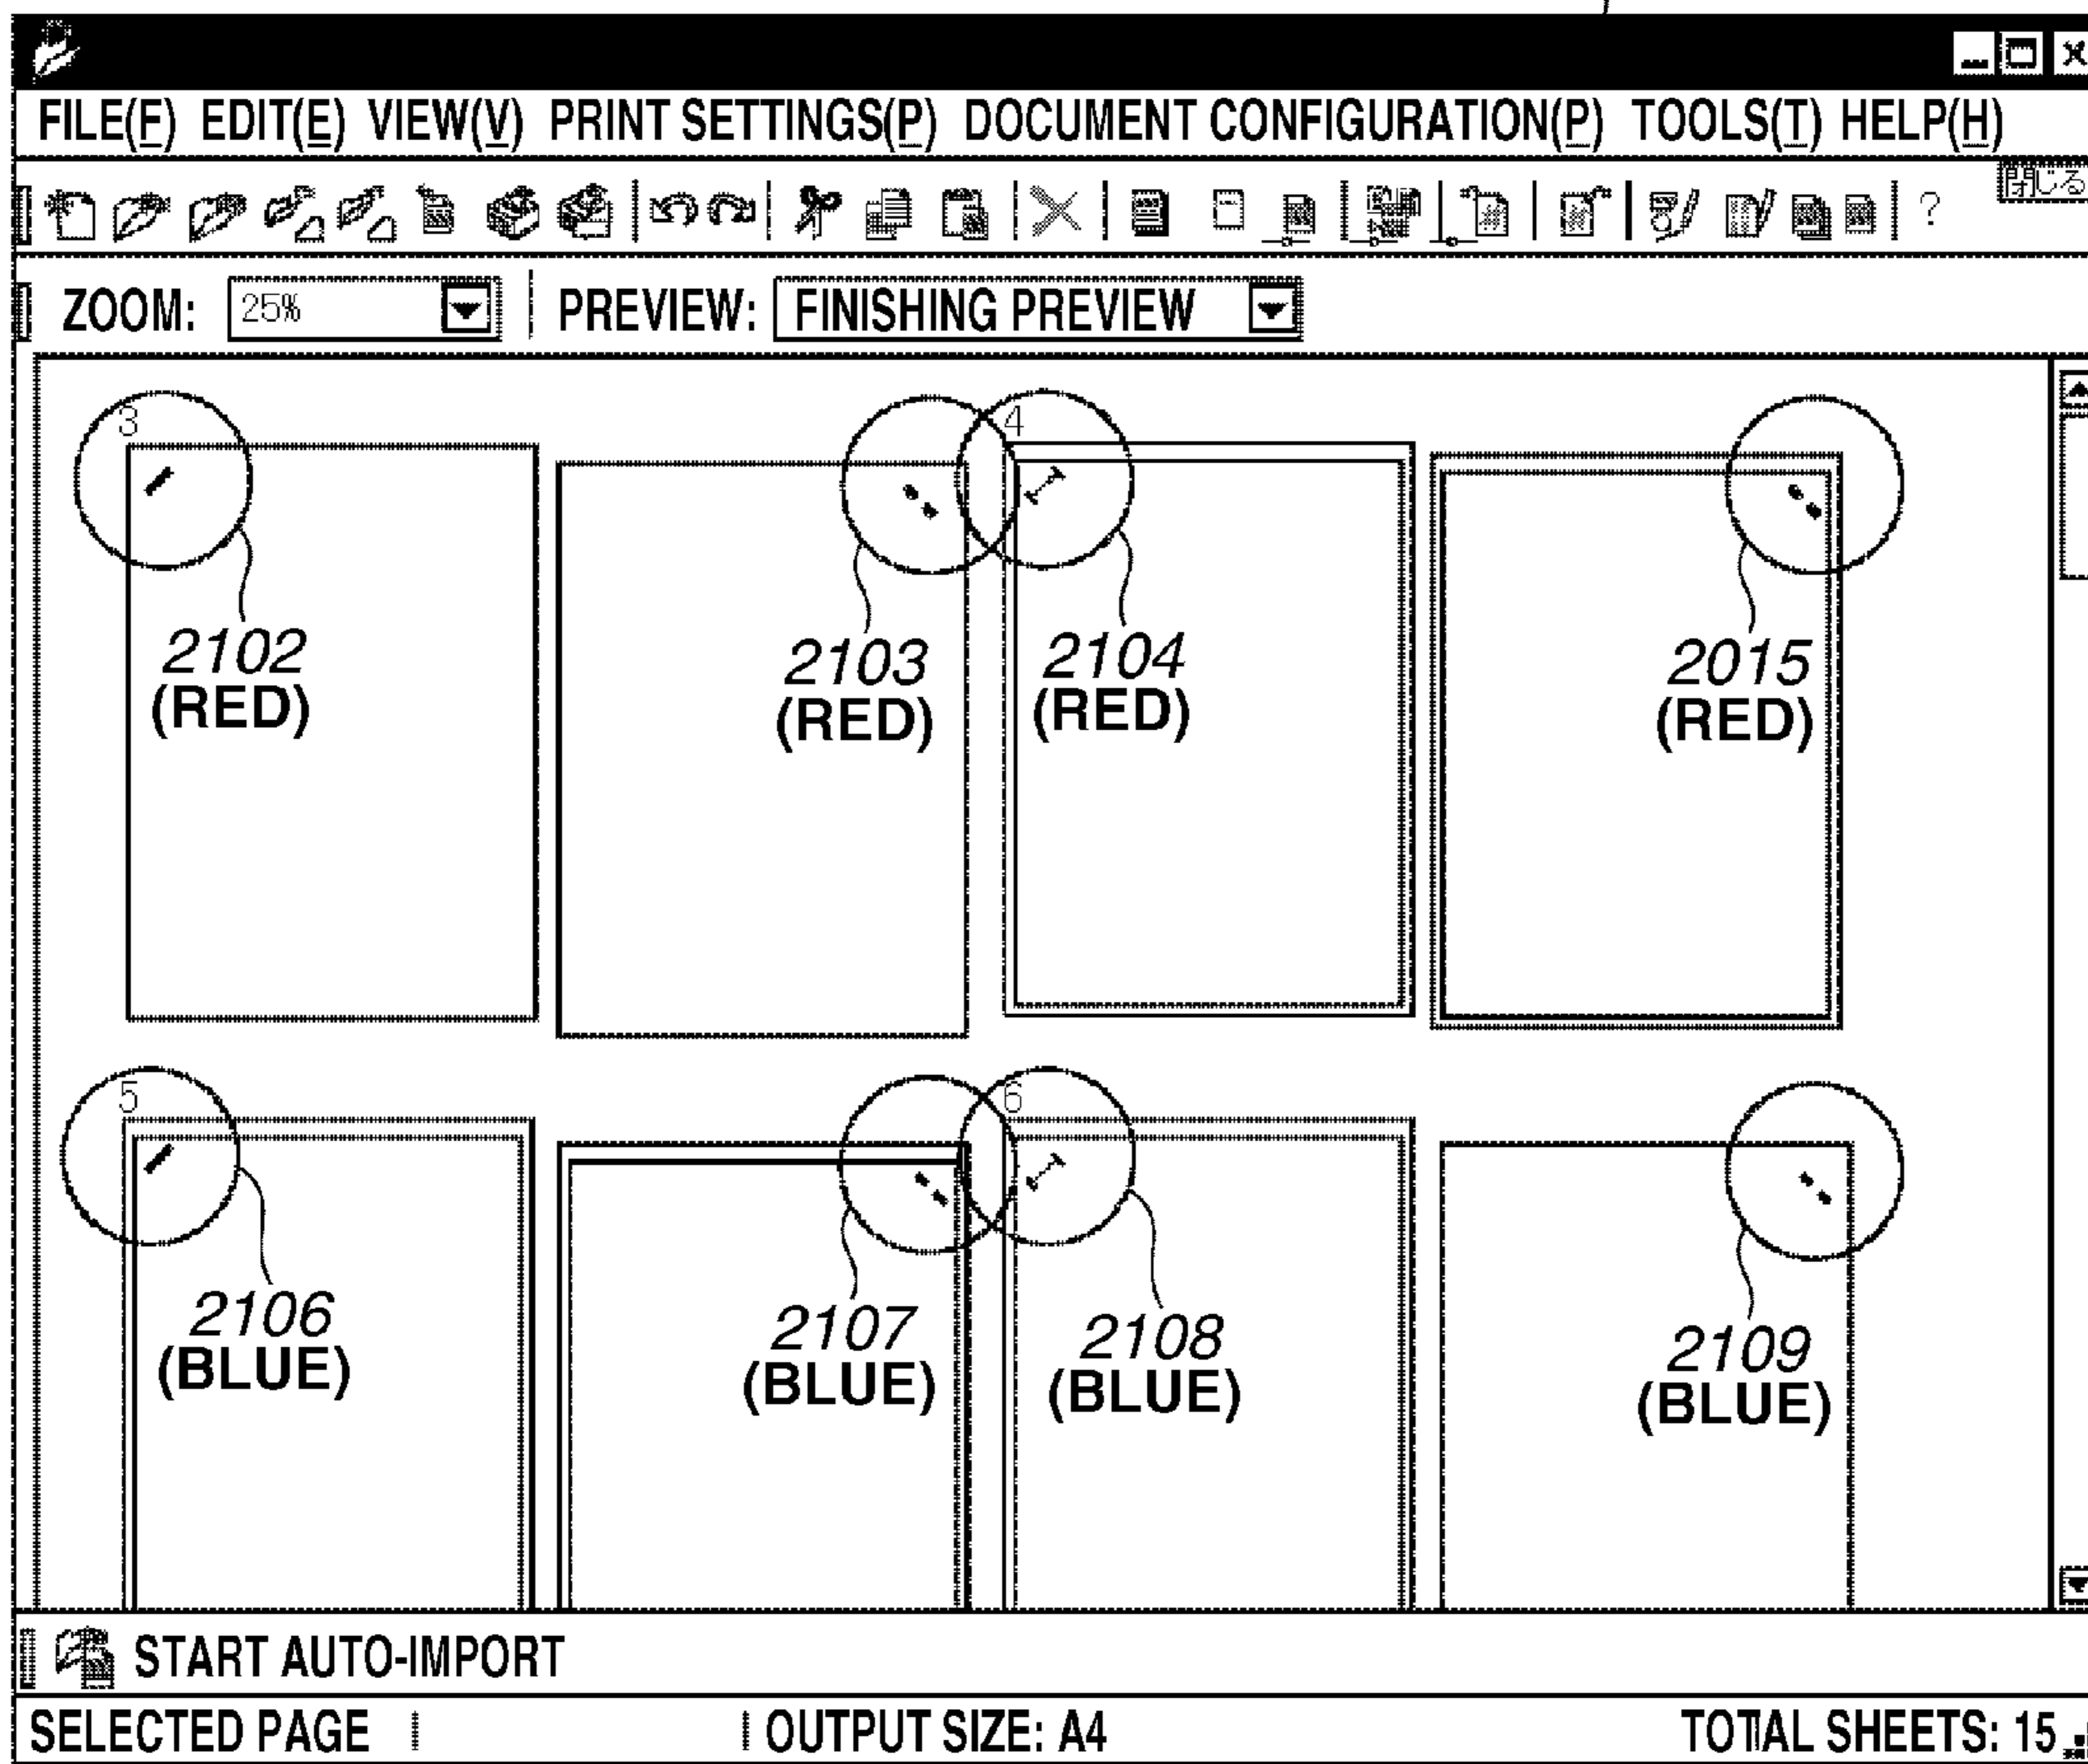 FILE(F) EDIT(E) VIEW(V) PRINT SETTINGS(P) DOCUMENT CONFIGURATION(P) TOOLS(T) HELP(H)
閉じる
?
ZOOM: 25% PREVIEW: FINISHING PREVIEW
3 4
2102 2103 2104 2015
(RED) (RED) (RED) (RED)
5 6
2106 2107 2108 2109
(BLUE) (BLUE) (BLUE) (BLUE)
START AUTO-IMPORT
SELECTED PAGE OUTPUT SIZE: A4 TOTAL SHEETS: 15